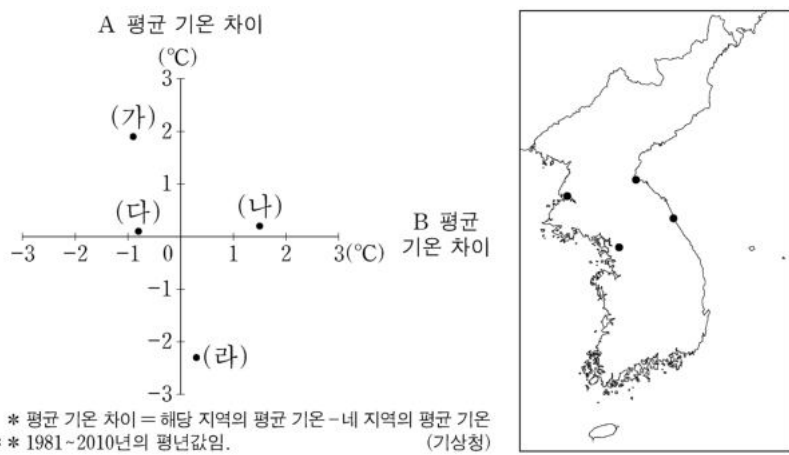 A 평균 기온 차이
(℃)
3
(가)
2
1
(다)
(나)
B 평균
기온 차이
-3 -2 -1 0 1 2 3(℃)
-1
-2
(라)
-3
* 평균 기온 차이 = 해당 지역의 평균 기온 - 네 지역의 평균 기온
* * 1981~2010년의 평년값임. (기상청)